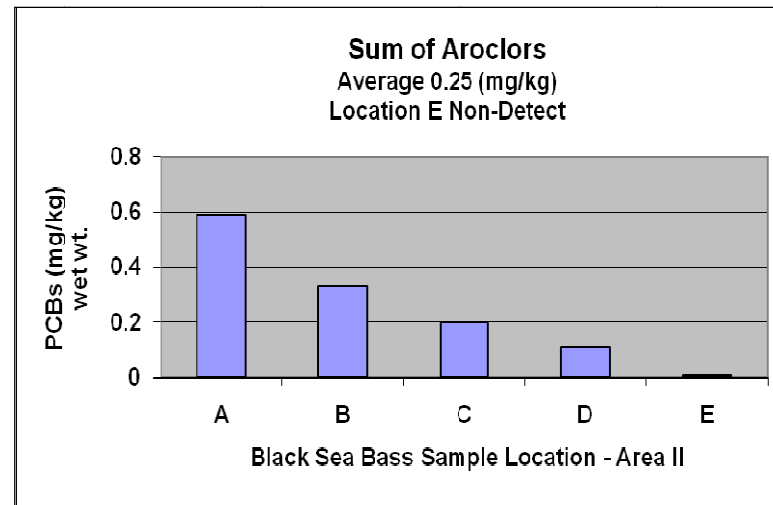 Sum of Aroclors
Average 0.25 (mg/kg)
Location E Non-Detect
PCBs (mg/kg)
wet wt.
0.8
0.6
0.4
0.2
0
A B C D E
Black Sea Bass Sample Location - Area II